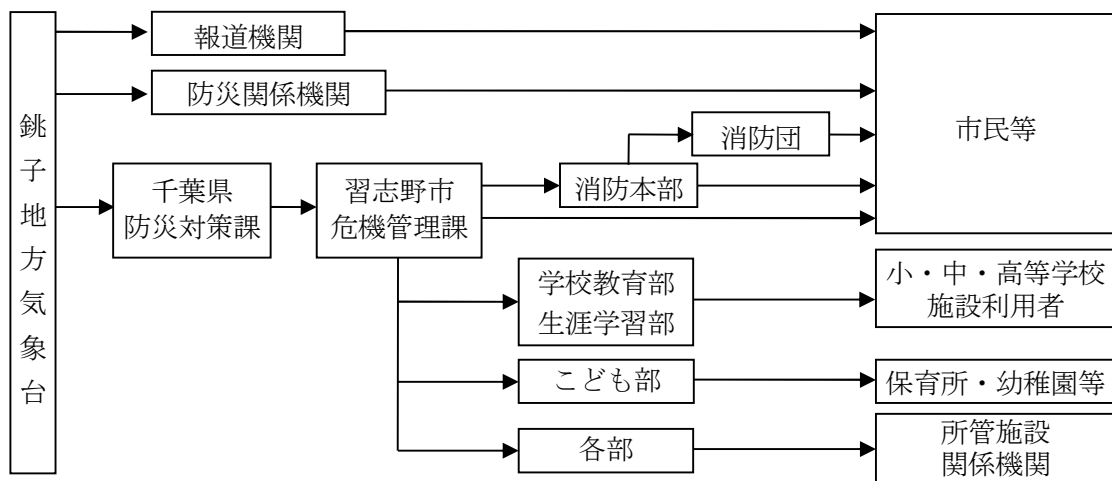 銚子地方気象台
報道機関
防災関係機関
千葉県
防災対策課
習志野市
危機管理課
消防団
消防本部
市民等
学校教育部
生涯学習部
小・中・高等学校
施設利用者
こども部
保育所・幼稚園等
各部
所管施設
関係機関